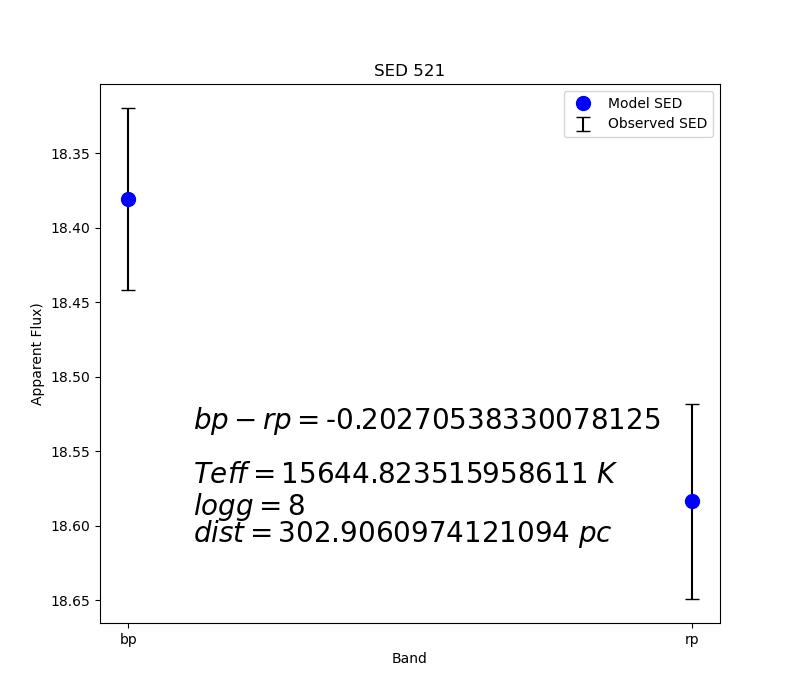 SED 521
Model SED
Observed SED
18.35
18.40
18.45
18.50
18.55
18.60
18.65
Apparent Flux)
bp − rp = -0.20270538330078125
Teff = 15644.823515958611 K
logg = 8
dist = 302.9060974121094 pc
bp
rp
Band